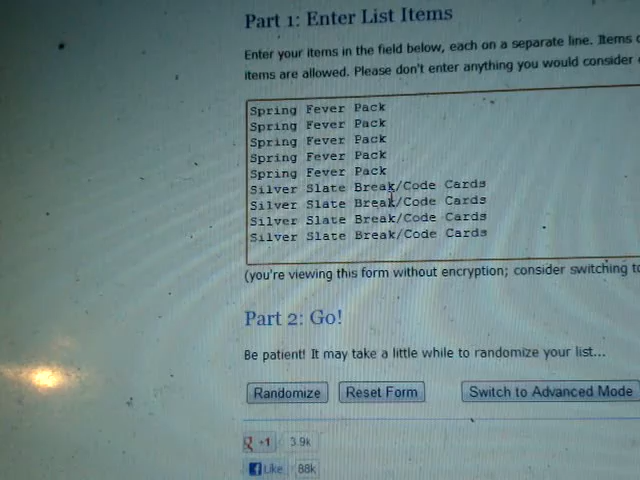 Part 1: Enter List Items
Enter your items in the field below, each on a separate line. Items
items are allowed. Please don't enter anything you would consider
Spring Fever Pack
Spring Fever Pack
Spring Fever Pack
Spring Fever Pack
Spring Fever Pack
Silver Slate Break/Code Cards
Silver Slate Break/Code Cards
Silver Slate Break/Code Cards
Silver Slate Break/Code Cards
(you're viewing this form without encryption; consider switching to
Part 2: Go!
Be patient! It may take a little while to randomize your list...
Randomize Reset Form Switch to Advanced Mode
g +1 3.9k
f Like 88k